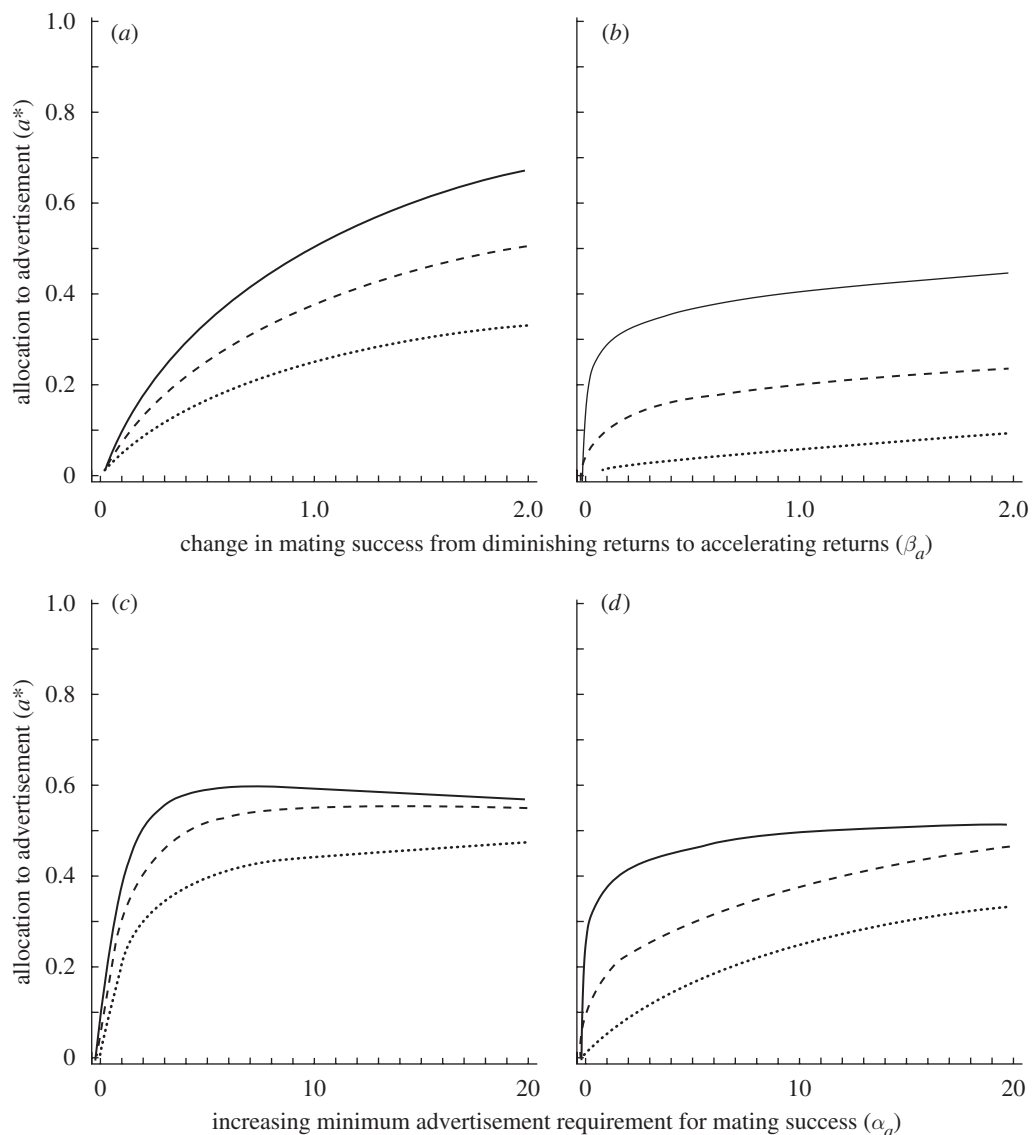 (a)
(b)
1.0
0.8
0.6
0.4
0.2
0
allocation to advertisement (a*)
0 1.0 2.0
0 1.0 2.0
change in mating success from diminishing returns to accelerating returns (βa)
(c)
(d)
1.0
0.8
0.6
0.4
0.2
0
allocation to advertisement (a*)
0 10 20
0 10 20
increasing minimum advertisement requirement for mating success (αa)